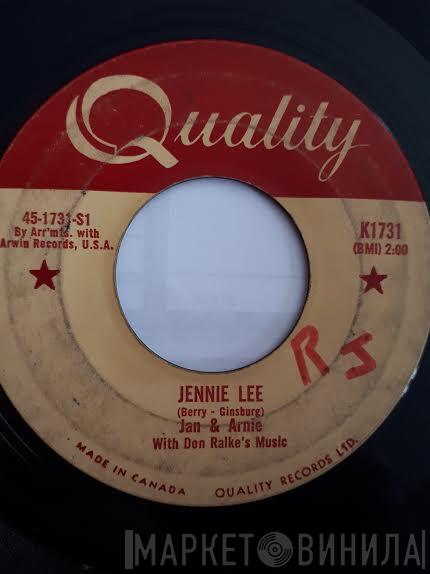 Quality
45-1731-S1
By Arr'mts. with
Arwin Records, U.S.A.
K1731
(BMI) 2:00
RJ
JENNIE LEE
(Berry - Ginsburg)
Jan & Arnie
With Don Ralke's Music
MADE IN CANADA QUALITY RECORDS LTD.
МАРКЕТ ВИНИЛА